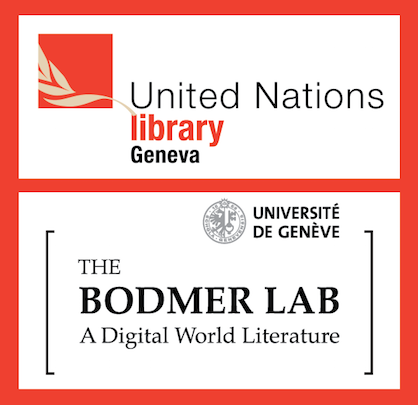 United Nations
library
Geneva
UNIVERSITÉ
DE GENÈVE
THE
BODMER LAB
A Digital World Literature